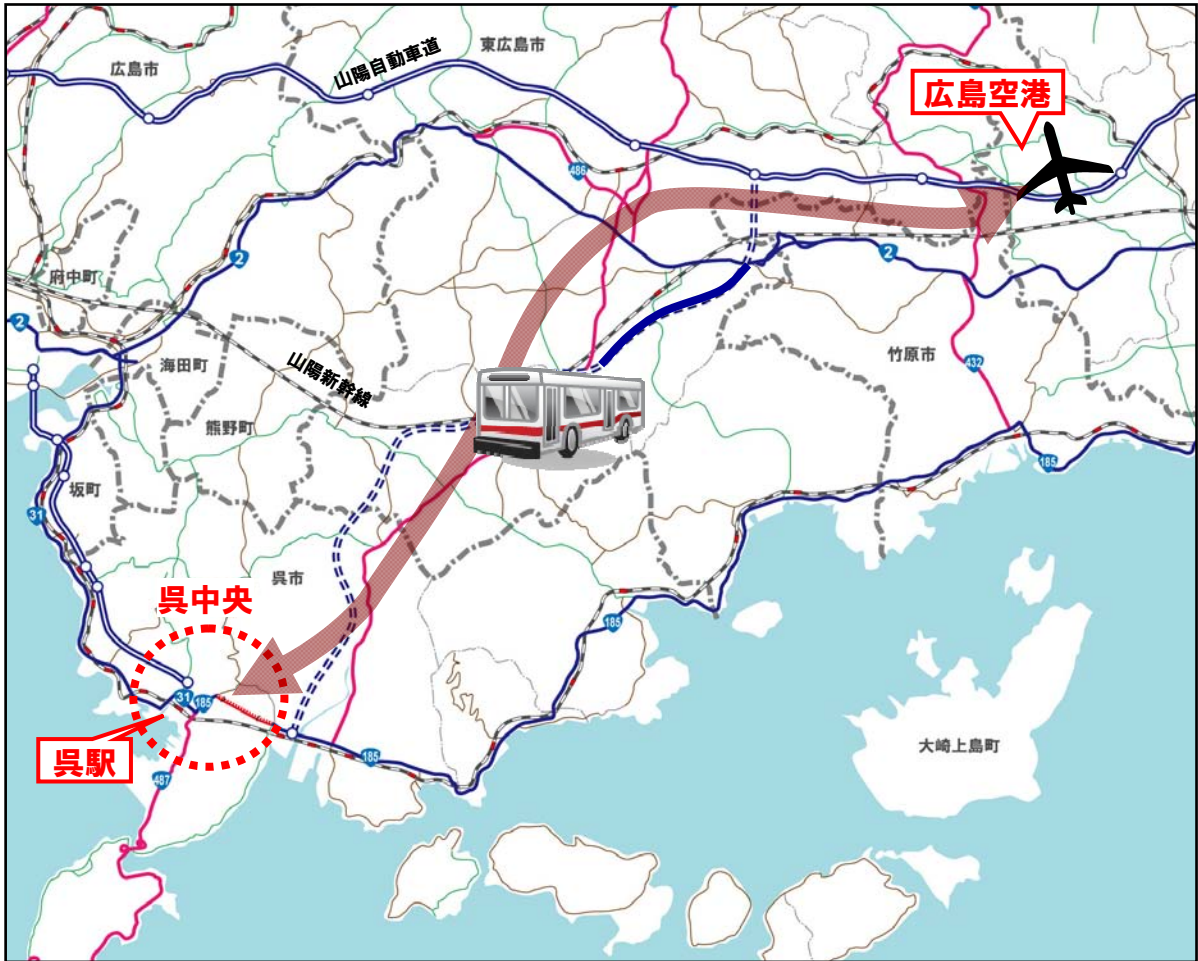 東広島市
山陽自動車道
広島市
広島空港
486
2
2
府中町
2
海田町
山陽新幹線
竹原市
432
熊野町
185
坂町
31
呉市
呉中央
185
31
185
呉駅
185
大崎上島町
487